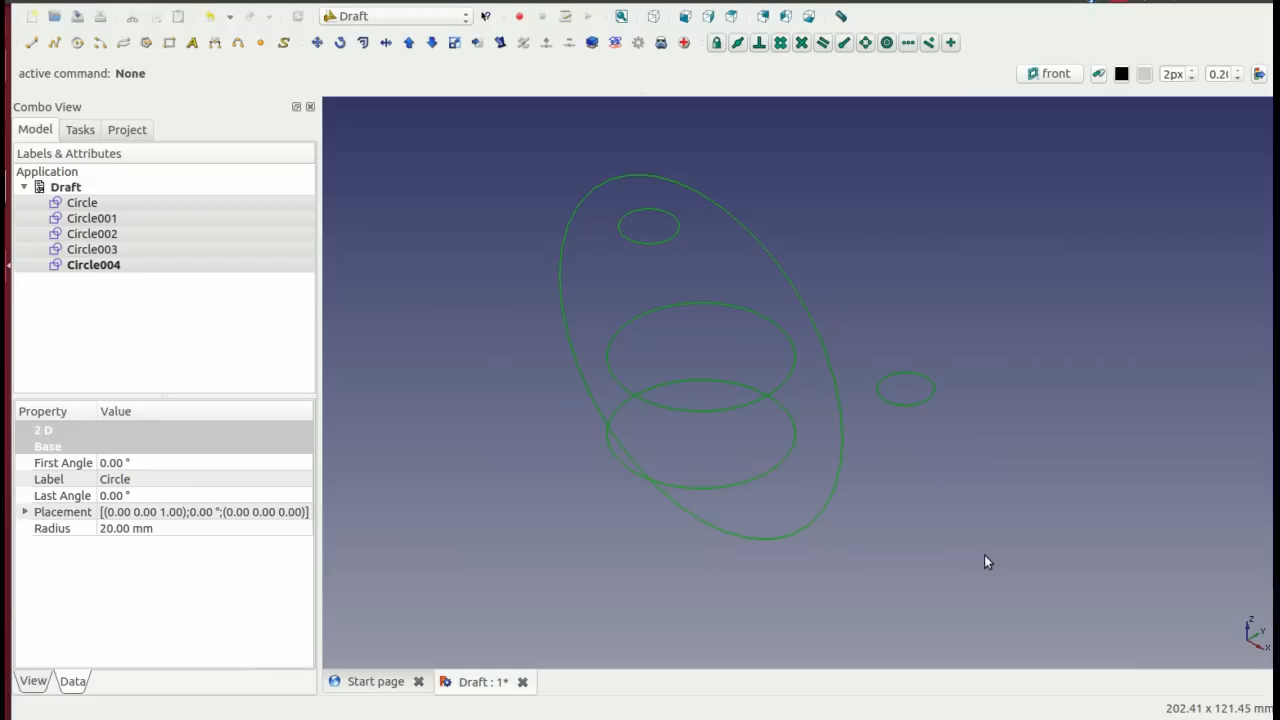 Draft
active command: None
front
2px
0.20
Combo View
Model Tasks Project
Labels & Attributes
Application
Draft
Circle
Circle001
Circle002
Circle003
Circle004
Property Value
2 D
Base
First Angle 0.00 °
Label Circle
Last Angle 0.00 °
Placement [(0.00 0.00 1.00);0.00 °;(0.00 0.00 0.00)]
Radius 20.00 mm
Z
Y
X
View Data
Start page
Draft : 1*
202.41 x 121.45 mm